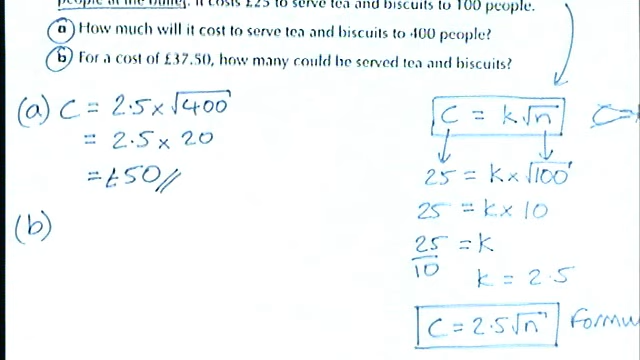 people at the buffet. It costs £25 to serve tea and biscuits to 100 people.
(a) How much will it cost to serve tea and biscuits to 400 people?
(b) For a cost of £37.50, how many could be served tea and biscuits?
(a) C = 2.5 x √400
= 2.5 x 20
= £50//
(b)
C = k√n
25 = k x √100
25 = k x 10
25/10 = k
k = 2.5
C = 2.5√n